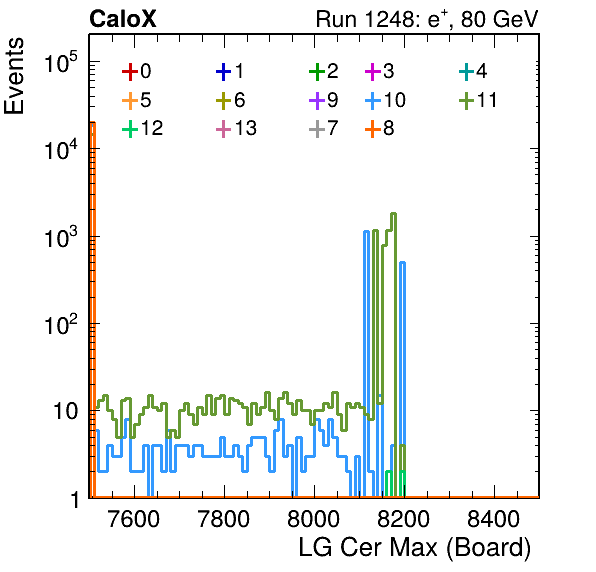 CaloX Run 1248: e⁺, 80 GeV
Events
10⁵
10⁴
10³
10²
10
1
0 1 2 3 4
5 6 9 10 11
12 13 7 8
7600 7800 8000 8200 8400
LG Cer Max (Board)